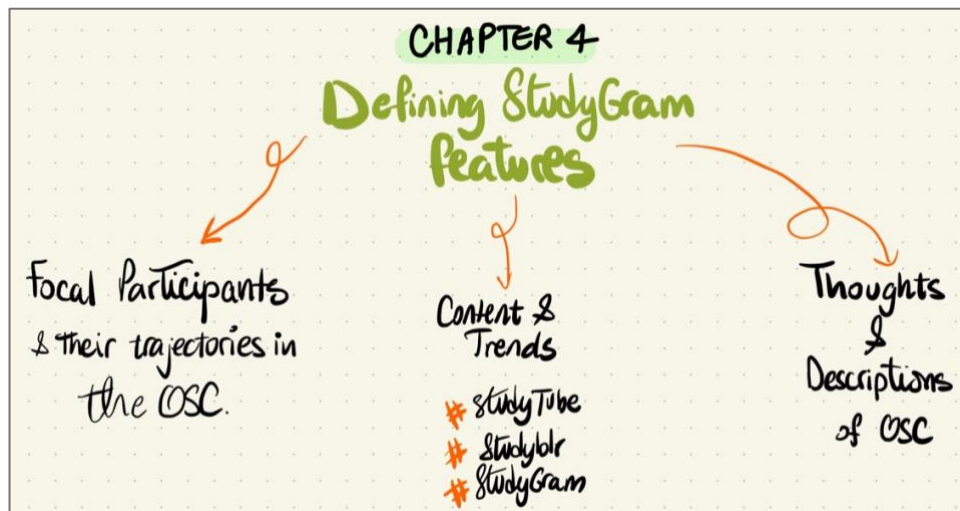 CHAPTER 4
Defining StudyGram
features
Focal Participants
& their trajectories in
the OSC.
Content &
Trends
# StudyTube
# Studyblr
# StudyGram
Thoughts
&
Descriptions
of OSC